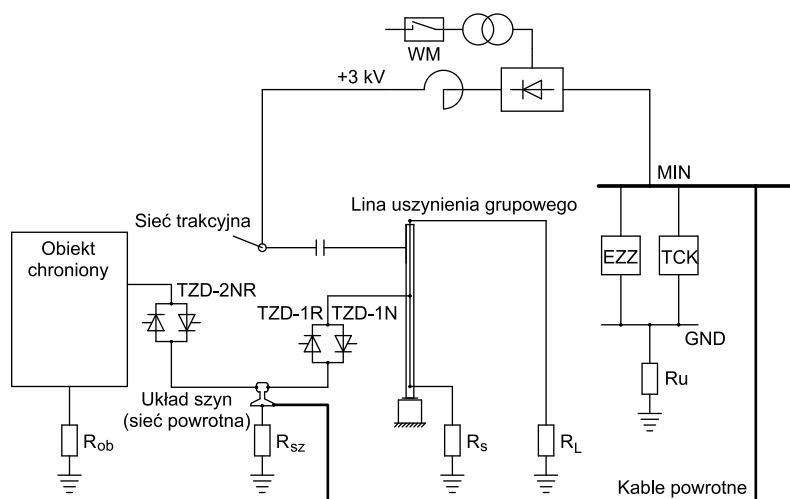 WM
+3 kV
MIN
Lina uszynienia grupowego
Sieć trakcyjna
Obiekt
chroniony
EZZ
TCK
TZD-2NR
TZD-1R
TZD-1N
GND
Ru
Układ szyn
(sieć powrotna)
Rob
Rsz
Rs
RL
Kable powrotne